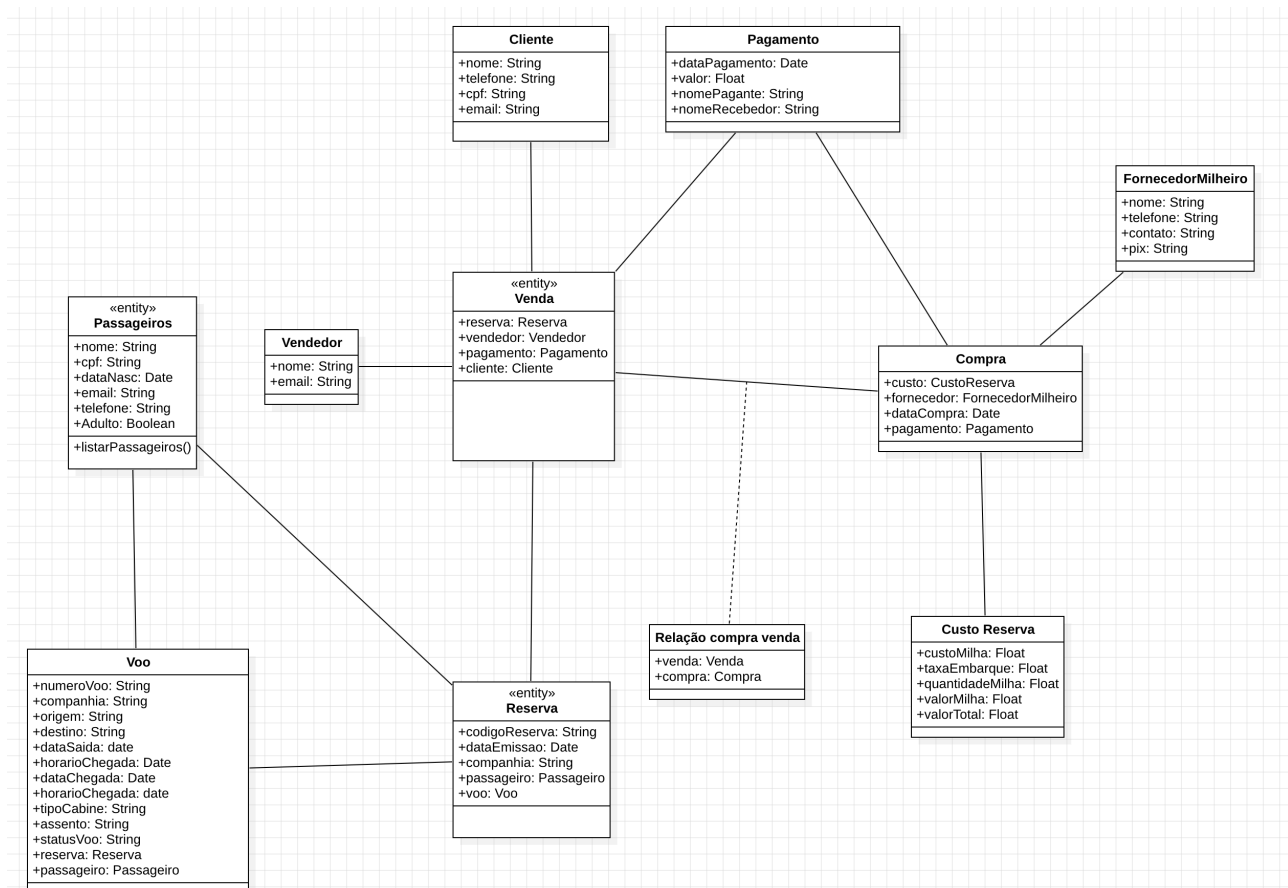 Cliente
+nome: String
+telefone: String
+cpf: String
+email: String
Pagamento
+dataPagamento: Date
+valor: Float
+nomePagante: String
+nomeRecebedor: String
FornecedorMilheiro
+nome: String
+telefone: String
+contato: String
+pix: String
«entity»
Passageiros
+nome: String
+cpf: String
+dataNasc: Date
+email: String
+telefone: String
+Adulto: Boolean
+listarPassageiros()
Vendedor
+nome: String
+email: String
«entity»
Venda
+reserva: Reserva
+vendedor: Vendedor
+pagamento: Pagamento
+cliente: Cliente
Compra
+custo: CustoReserva
+fornecedor: FornecedorMilheiro
+dataCompra: Date
+pagamento: Pagamento
Voo
+numeroVoo: String
+companhia: String
+origem: String
+destino: String
+dataSaida: date
+horarioChegada: Date
+dataChegada: Date
+horarioChegada: date
+tipoCabine: String
+assento: String
+statusVoo: String
+reserva: Reserva
+passageiro: Passageiro
«entity»
Reserva
+codigoReserva: String
+dataEmissao: Date
+companhia: String
+passageiro: Passageiro
+voo: Voo
Relação compra venda
+venda: Venda
+compra: Compra
Custo Reserva
+custoMilha: Float
+taxaEmbarque: Float
+quantidadeMilha: Float
+valorMilha: Float
+valorTotal: Float